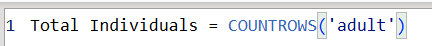 1 Total Individuals = COUNTROWS('adult')